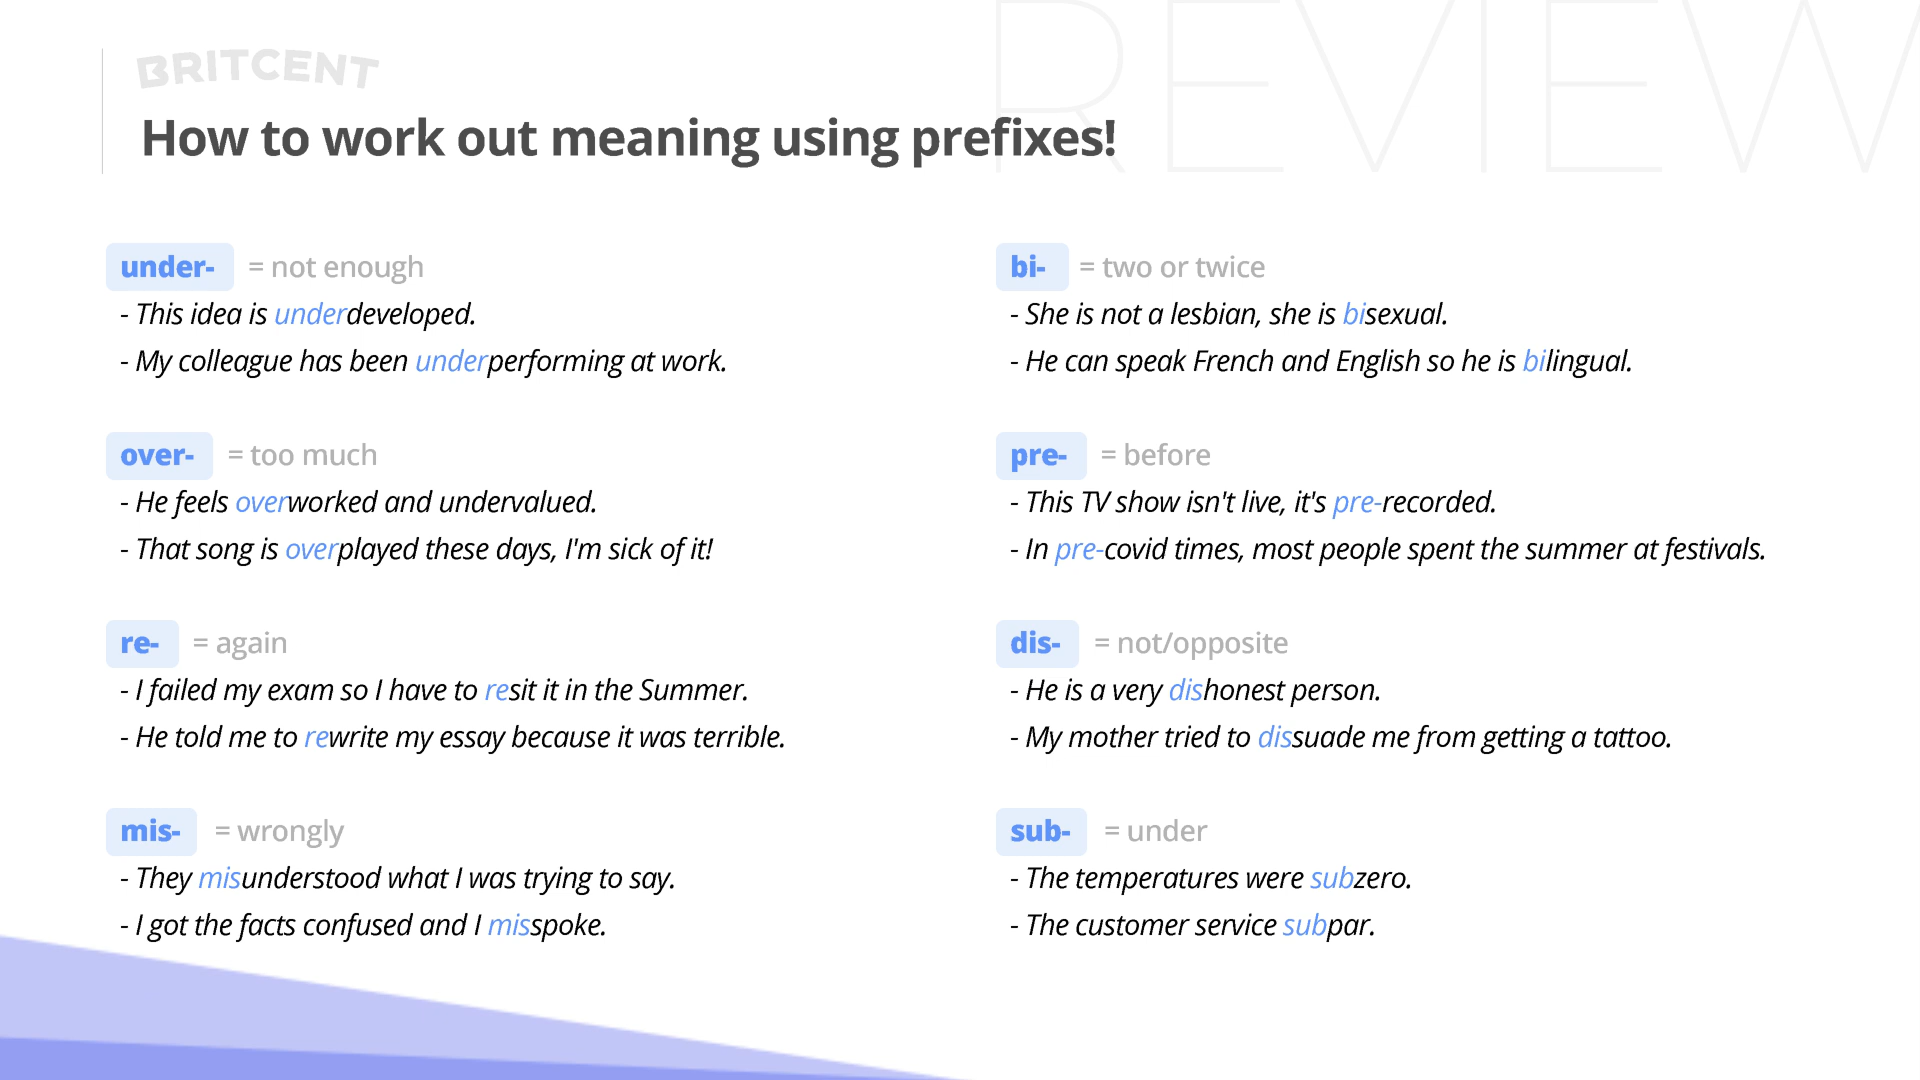 REVIEW
BRITCENT
How to work out meaning using prefixes!
under- = not enough
- This idea is underdeveloped.
- My colleague has been underperforming at work.
over- = too much
- He feels overworked and undervalued.
- That song is overplayed these days, I'm sick of it!
re- = again
- I failed my exam so I have to resit it in the Summer.
- He told me to rewrite my essay because it was terrible.
mis- = wrongly
- They misunderstood what I was trying to say.
- I got the facts confused and I misspoke.
bi- = two or twice
- She is not a lesbian, she is bisexual.
- He can speak French and English so he is bilingual.
pre- = before
- This TV show isn't live, it's pre-recorded.
- In pre-covid times, most people spent the summer at festivals.
dis- = not/opposite
- He is a very dishonest person.
- My mother tried to dissuade me from getting a tattoo.
sub- = under
- The temperatures were subzero.
- The customer service subpar.